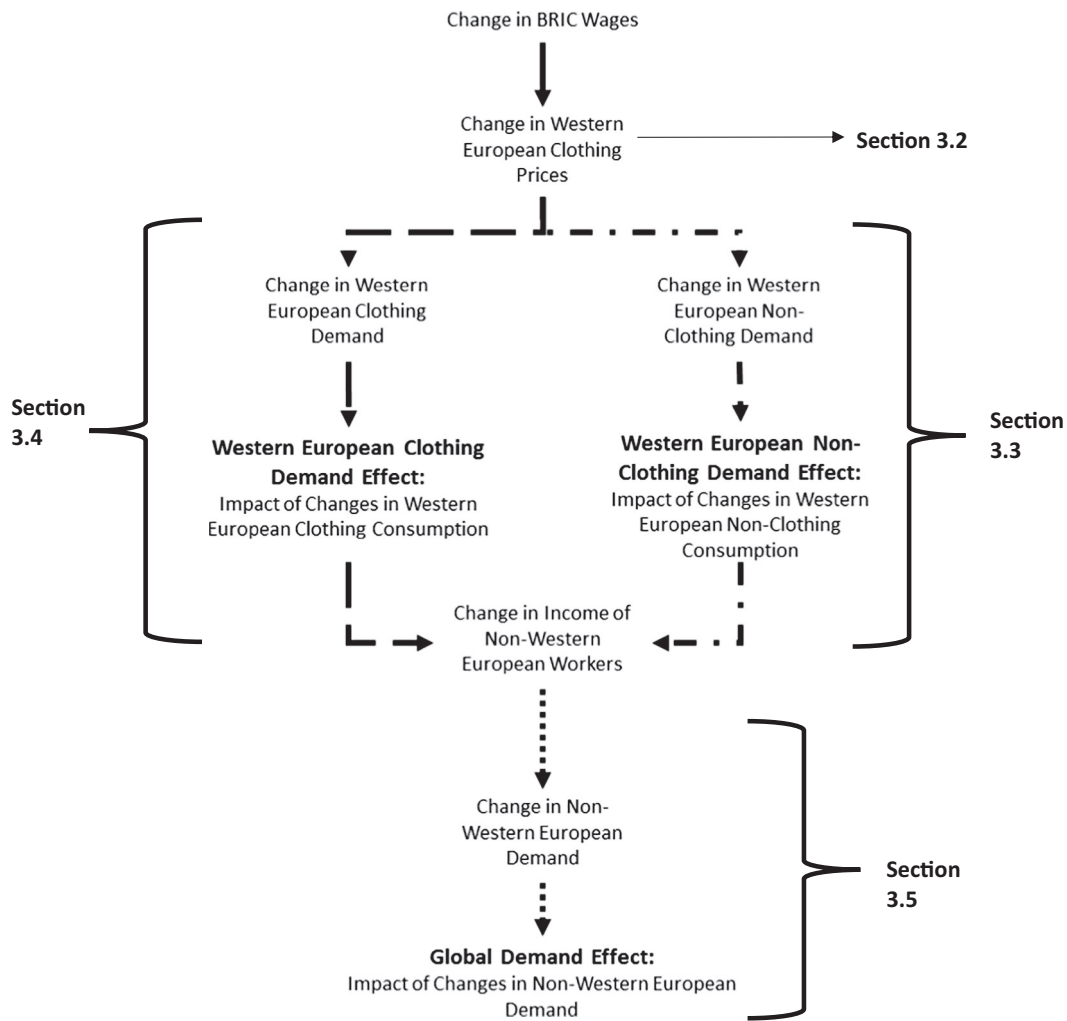 Change in BRIC Wages
Change in Western
European Clothing
Prices
Section 3.2
Change in Western
European Clothing
Demand
Change in Western
European Non-
Clothing Demand
Section
3.4
Western European Clothing
Demand Effect:
Impact of Changes in Western
European Clothing Consumption
Western European Non-
Clothing Demand Effect:
Impact of Changes in Western
European Non-Clothing
Consumption
Section
3.3
Change in Income of
Non-Western
European Workers
Change in Non-
Western European
Demand
Section
3.5
Global Demand Effect:
Impact of Changes in Non-Western European
Demand